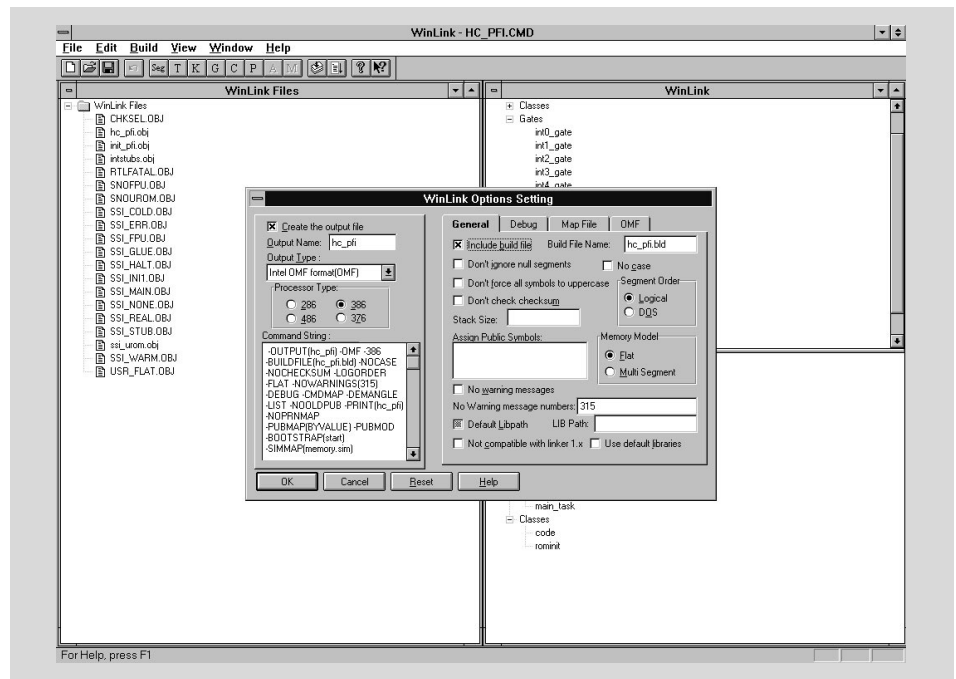 WinLink - HC_PFI.CMD
File Edit Build View Window Help
Seg T K G C P A M
WinLink Files
WinLink Files
CHKSEL.OBJ
hc_pfi.obj
init_pfi.obj
intstubs.obj
RTLFATAL.OBJ
SNOFPU.OBJ
SNOUROM.OBJ
SSI_COLD.OBJ
SSI_ERR.OBJ
SSI_FPU.OBJ
SSI_GLUE.OBJ
SSI_HALT.OBJ
SSI_INI1.OBJ
SSI_MAIN.OBJ
SSI_NONE.OBJ
SSI_REAL.OBJ
SSI_STUB.OBJ
ssi_urom.obj
SSI_WARM.OBJ
USR_FLAT.OBJ
WinLink
Classes
Gates
int0_gate
int1_gate
int2_gate
int3_gate
int4_gate
WinLink Options Setting
Create the output file
Output Name: hc_pfi
Output Type :
Intel OMF format(OMF)
Processor Type:
286 386
486 376
Command String :
-OUTPUT(hc_pfi) -OMF -386
-BUILDFILE(hc_pfi.bld) -NOCASE
-NOCHECKSUM -LOGORDER
-FLAT -NOWARNINGS(315)
-DEBUG -CMDMAP -DEMANGLE
-LIST -NOOLDPUB -PRINT(hc_pfi)
-NOPRNMAP
-PUBMAP(BYVALUE) -PUBMOD
-BOOTSTRAP(start)
-SIMMAP(memory.sim)
General Debug Map File OMF
Include build file Build File Name: hc_pfi.bld
Don't ignore null segments No case
Don't force all symbols to uppercase
Don't check checksum
Segment Order
Logical
DOS
Stack Size:
Assign Public Symbols:
Memory Model
Flat
Multi Segment
No warning messages
No Warning message numbers: 315
Default Libpath LIB Path:
Not compatible with linker 1.x Use default libraries
OK Cancel Reset Help
main_task
Classes
code
rominit
For Help, press F1